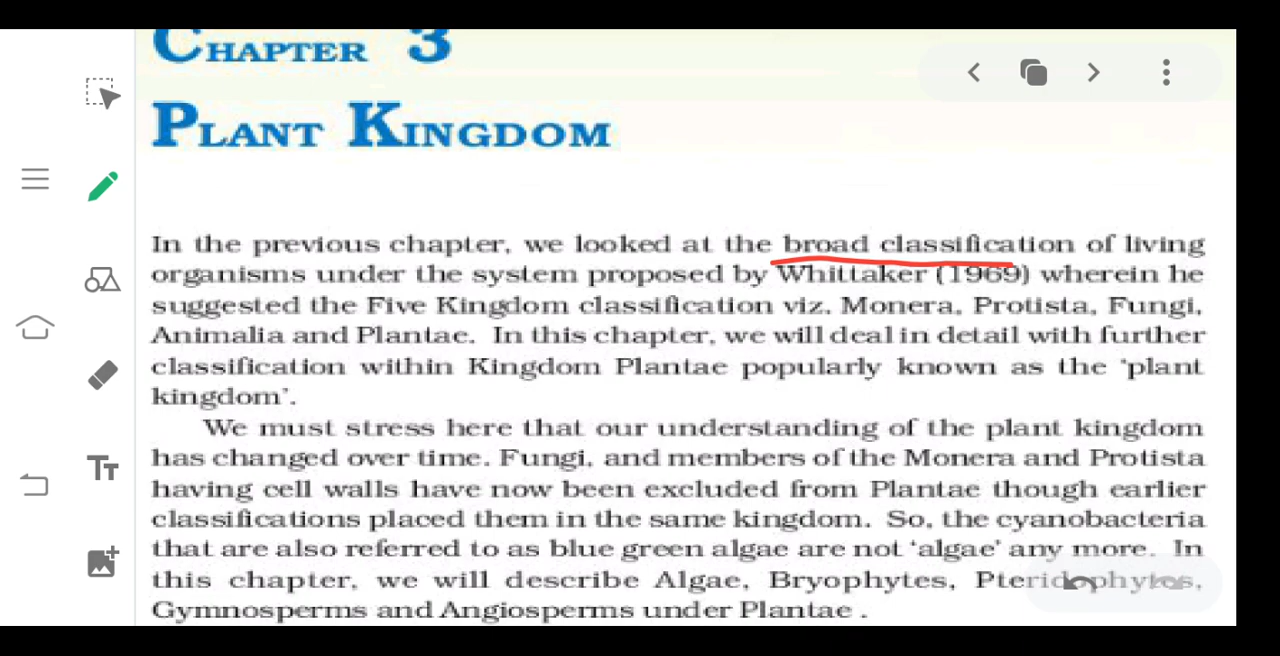 CHAPTER 3
PLANT KINGDOM
In the previous chapter, we looked at the broad classification of living
organisms under the system proposed by Whittaker (1969) wherein he
suggested the Five Kingdom classification viz. Monera, Protista, Fungi,
Animalia and Plantae. In this chapter, we will deal in detail with further
classification within Kingdom Plantae popularly known as the ‘plant
kingdom’.
We must stress here that our understanding of the plant kingdom
has changed over time. Fungi, and members of the Monera and Protista
having cell walls have now been excluded from Plantae though earlier
classifications placed them in the same kingdom. So, the cyanobacteria
that are also referred to as blue green algae are not ‘algae’ any more. In
this chapter, we will describe Algae, Bryophytes, Pteridophytes,
Gymnosperms and Angiosperms under Plantae .
TT